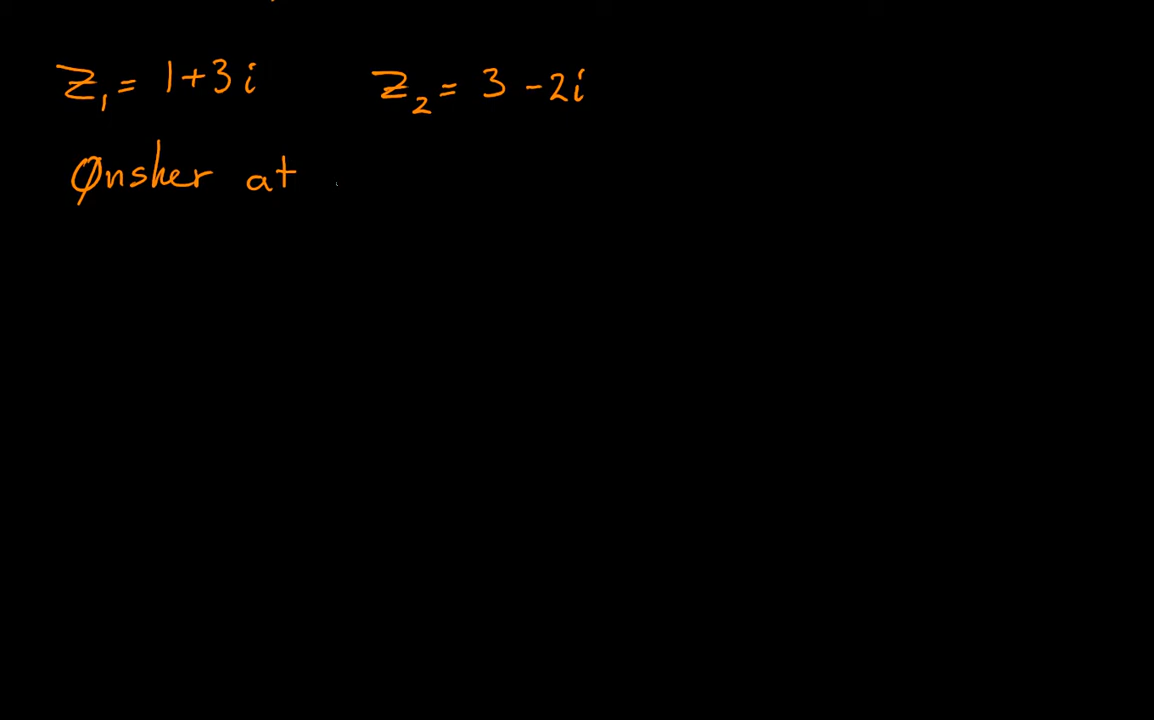 z₁ = 1+3i z₂ = 3-2i
Ønsker at